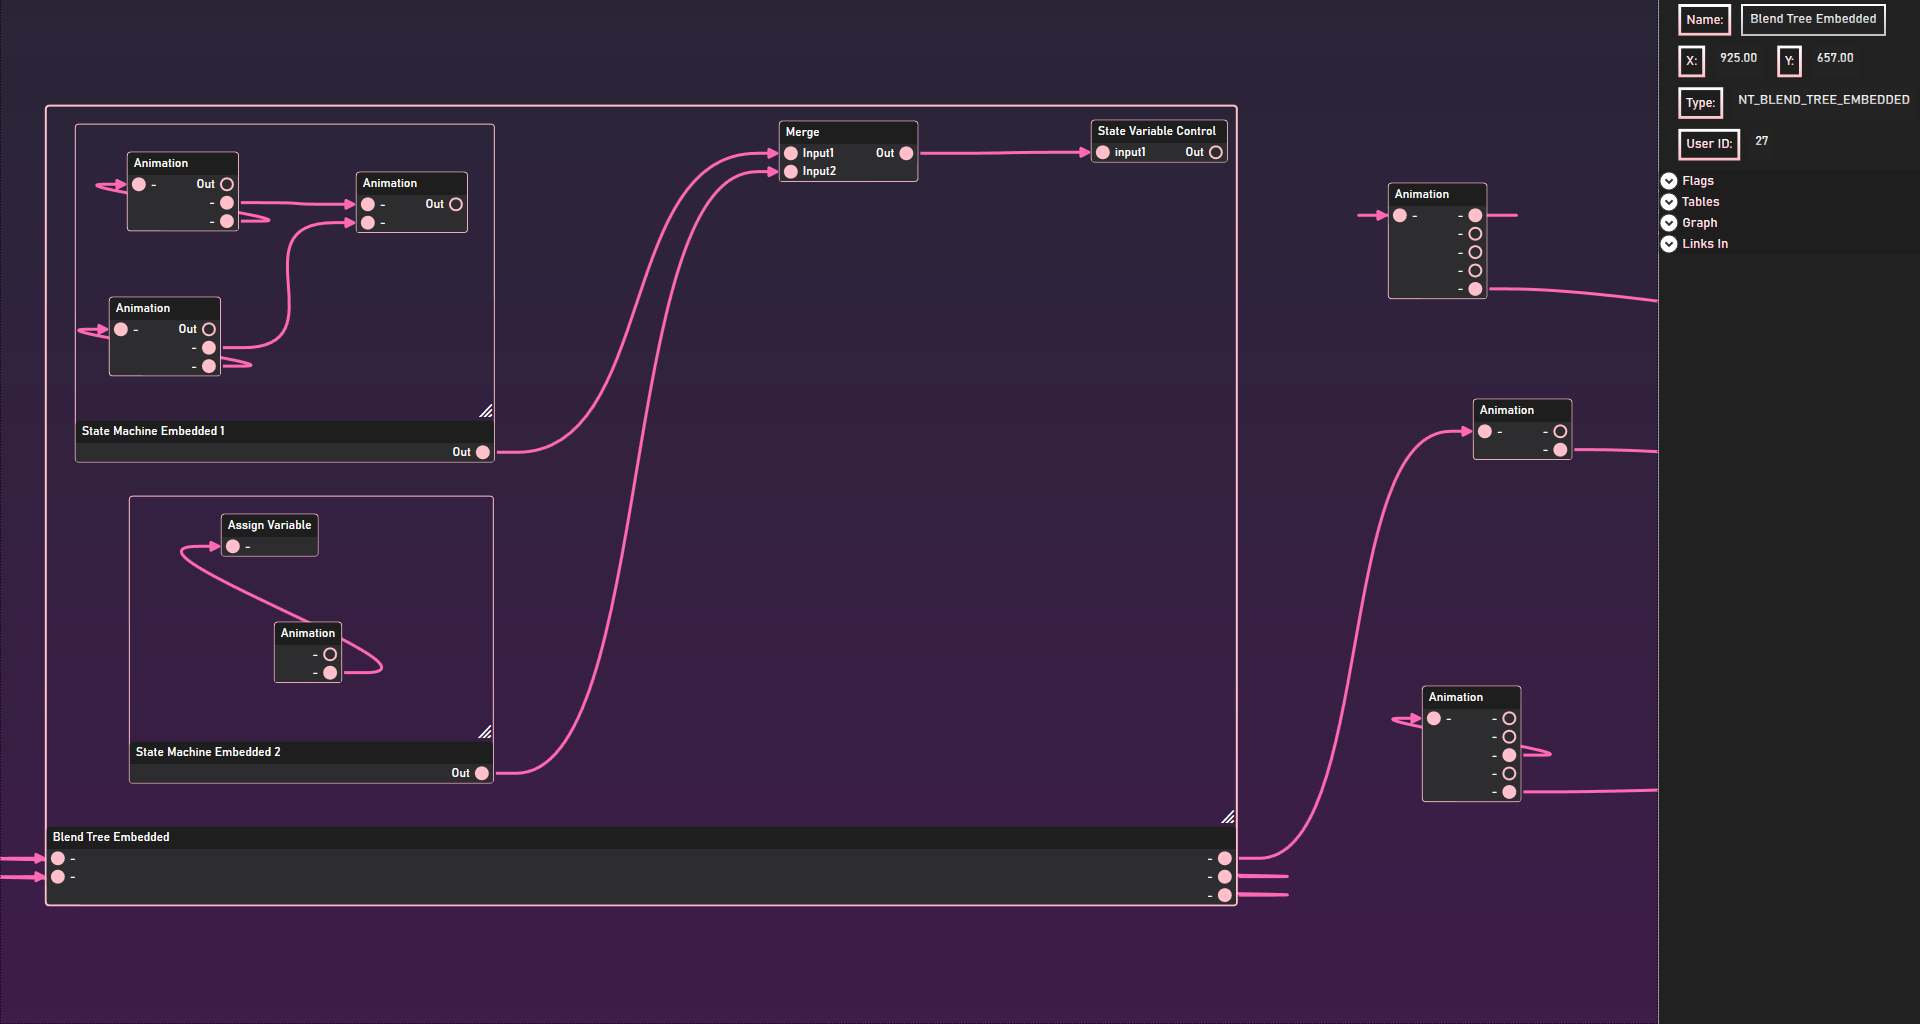 Animation
- Out
-
-
Animation
- Out
-
Animation
- Out
-
-
State Machine Embedded 1
Out
Assign Variable
-
Animation
-
-
State Machine Embedded 2
Out
Merge
Input1 Out
Input2
State Variable Control
input1 Out
Blend Tree Embedded
- -
- -
-
Animation
- -
-
-
-
-
Animation
- -
-
Animation
- -
-
-
-
-
Name: Blend Tree Embedded
X: 925.00 Y: 657.00
Type: NT_BLEND_TREE_EMBEDDED
User ID: 27
Flags
Tables
Graph
Links In